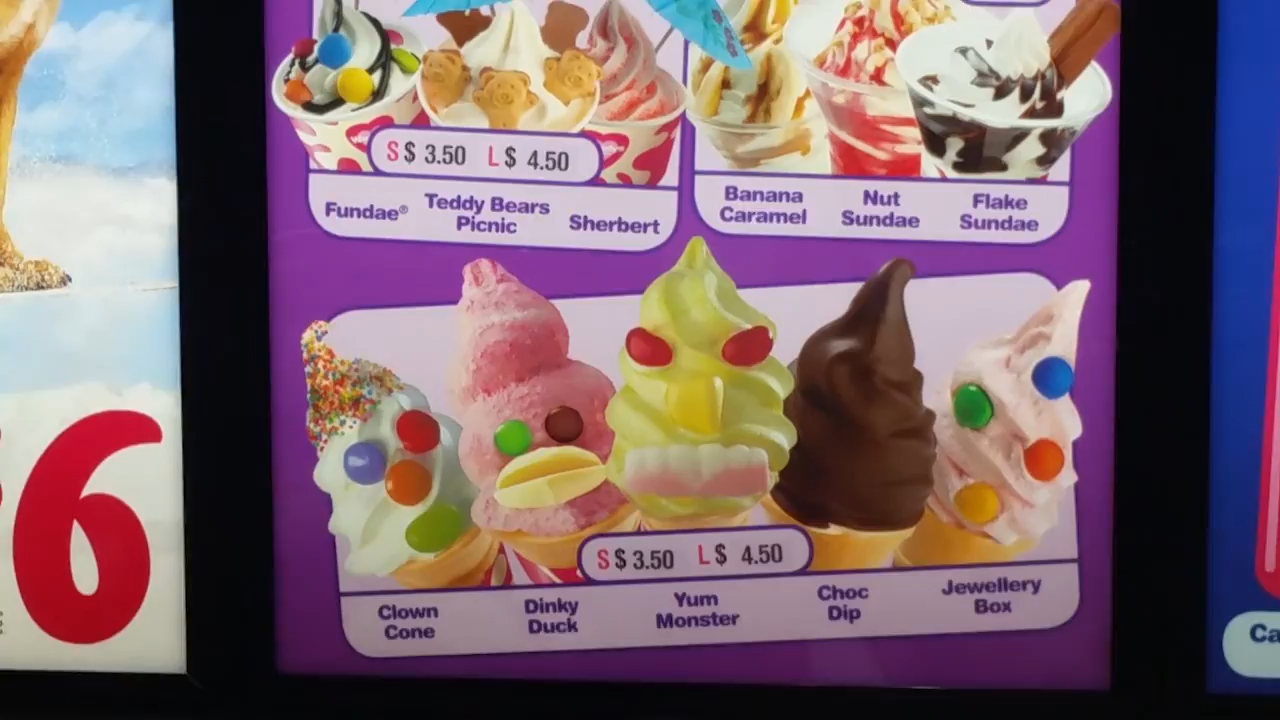 S $ 3.50 L $ 4.50
Fundae®
Teddy Bears
Picnic
Sherbert
Banana
Caramel
Nut
Sundae
Flake
Sundae
6
S $ 3.50 L $ 4.50
Clown
Cone
Dinky
Duck
Yum
Monster
Choc
Dip
Jewellery
Box
Ca